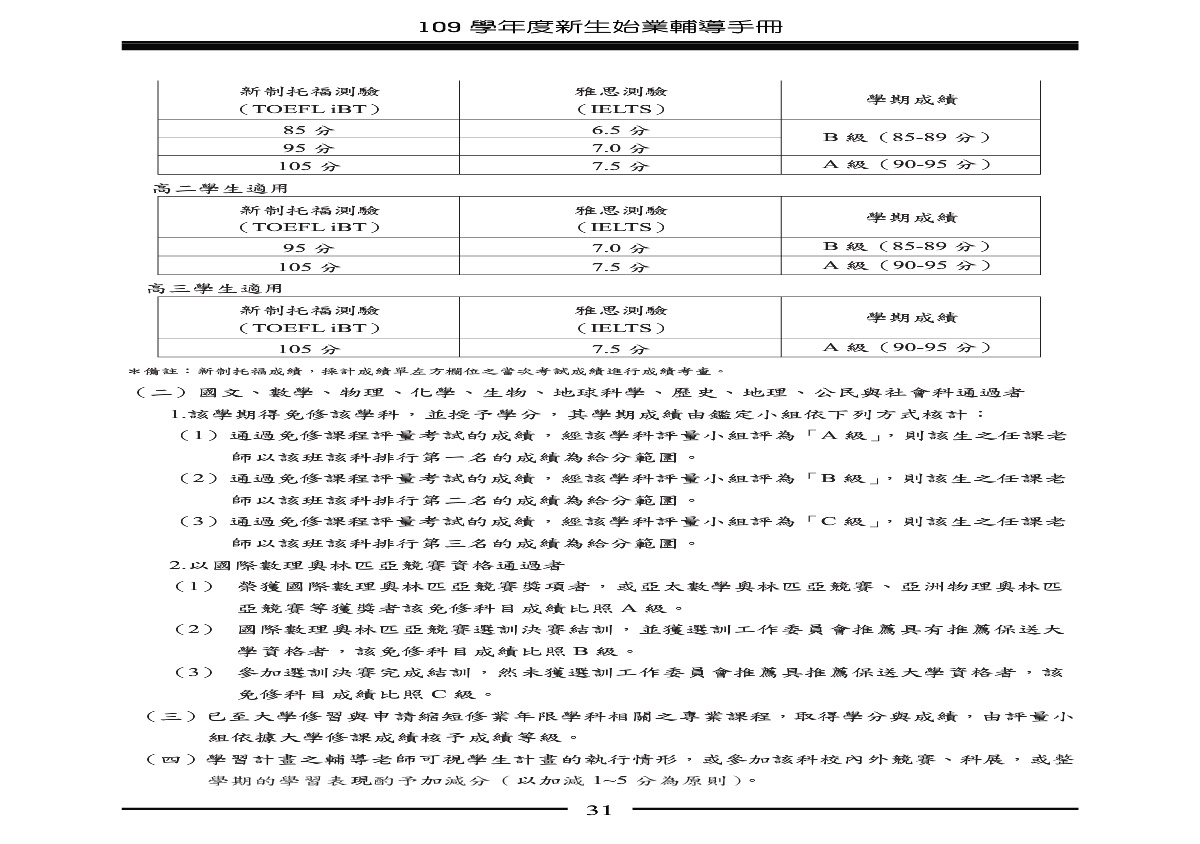 109 學年度新生始業輔導手冊
新制托福測驗
（TOEFL iBT）
雅思測驗
（IELTS）
學期成績
85 分
6.5 分
B 級（85-89 分）
95 分
7.0 分
105 分
7.5 分
A 級（90-95 分）
高二學生適用
新制托福測驗
（TOEFL iBT）
雅思測驗
（IELTS）
學期成績
95 分
7.0 分
B 級（85-89 分）
105 分
7.5 分
A 級（90-95 分）
高三學生適用
新制托福測驗
（TOEFL iBT）
雅思測驗
（IELTS）
學期成績
105 分
7.5 分
A 級（90-95 分）
*備註：新制托福成績，採計成績單左方欄位之當次考試成績進行成績考查。
（二）國文、數學、物理、化學、生物、地球科學、歷史、地理、公民與社會科通過者
1.該學期得免修該學科，並授予學分，其學期成績由鑑定小組依下列方式核計：
（1）通過免修課程評量考試的成績，經該學科評量小組評為「A 級」，則該生之任課老
師以該班該科排行第一名的成績為給分範圍。
（2）通過免修課程評量考試的成績，經該學科評量小組評為「B 級」，則該生之任課老
師以該班該科排行第二名的成績為給分範圍。
（3）通過免修課程評量考試的成績，經該學科評量小組評為「C 級」，則該生之任課老
師以該班該科排行第三名的成績為給分範圍。
2.以國際數理奧林匹亞競賽資格通過者
（1） 榮獲國際數理奧林匹亞競賽獎項者，或亞太數學奧林匹亞競賽、亞洲物理奧林匹
亞競賽等獲獎者該免修科目成績比照 A 級。
（2） 國際數理奧林匹亞競賽選訓決賽結訓，並獲選訓工作委員會推薦具有推薦保送大
學資格者，該免修科目成績比照 B 級。
（3） 參加選訓決賽完成結訓，然未獲選訓工作委員會推薦具推薦保送大學資格者，該
免修科目成績比照 C 級。
（三）已至大學修習與申請縮短修業年限學科相關之專業課程，取得學分與成績，由評量小
組依據大學修課成績核予成績等級。
（四）學習計畫之輔導老師可視學生計畫的執行情形，或參加該科校內外競賽、科展，或整
學期的學習表現酌予加減分（以加減 1~5 分為原則）。
31